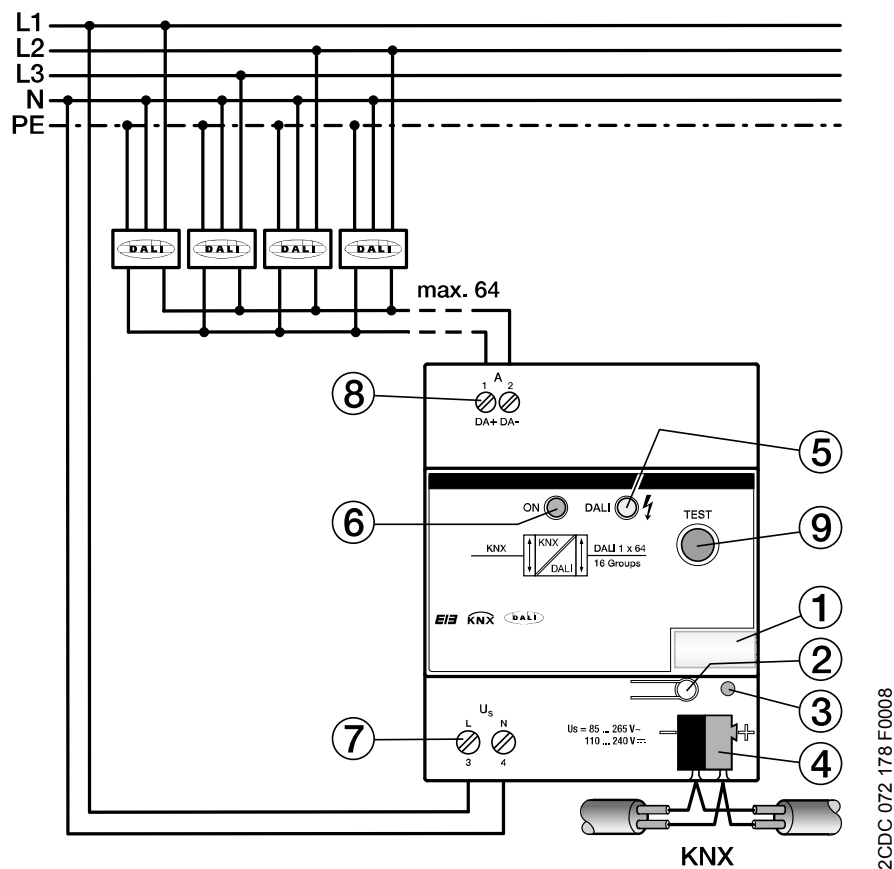 L1
L2
L3
N
PE
DALI DALI DALI DALI
max. 64
A
1 2
DA+ DA-
8
5
ON DALI
6
TEST
9
KNX
KNX
DALI
DALI 1 x 64
16 Groups
EIB KNX DALI
1
2
3
Us
L N
3 4
7
Us = 85 ... 265 V~
110 ... 240 V⎓
− +
4
KNX
2CDC 072 178 F0008